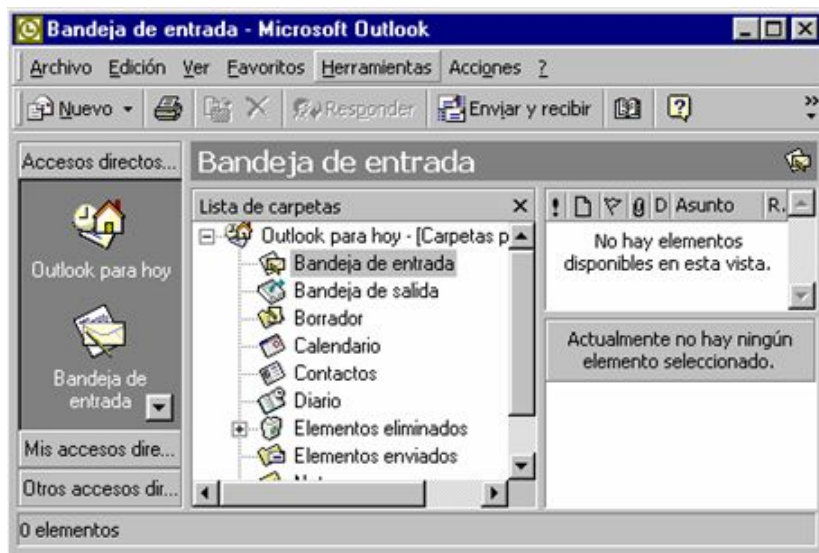 Bandeja de entrada - Microsoft Outlook
Archivo Edición Ver Favoritos Herramientas Acciones ?
Nuevo Responder Enviar y recibir
Accesos directos...
Outlook para hoy
Bandeja de
entrada
Mis accesos dire...
Otros accesos dir...
Bandeja de entrada
Lista de carpetas
Outlook para hoy - [Carpetas p
Bandeja de entrada
Bandeja de salida
Borrador
Calendario
Contactos
Diario
Elementos eliminados
Elementos enviados
D Asunto R.
No hay elementos
disponibles en esta vista.
Actualmente no hay ningún
elemento seleccionado.
0 elementos